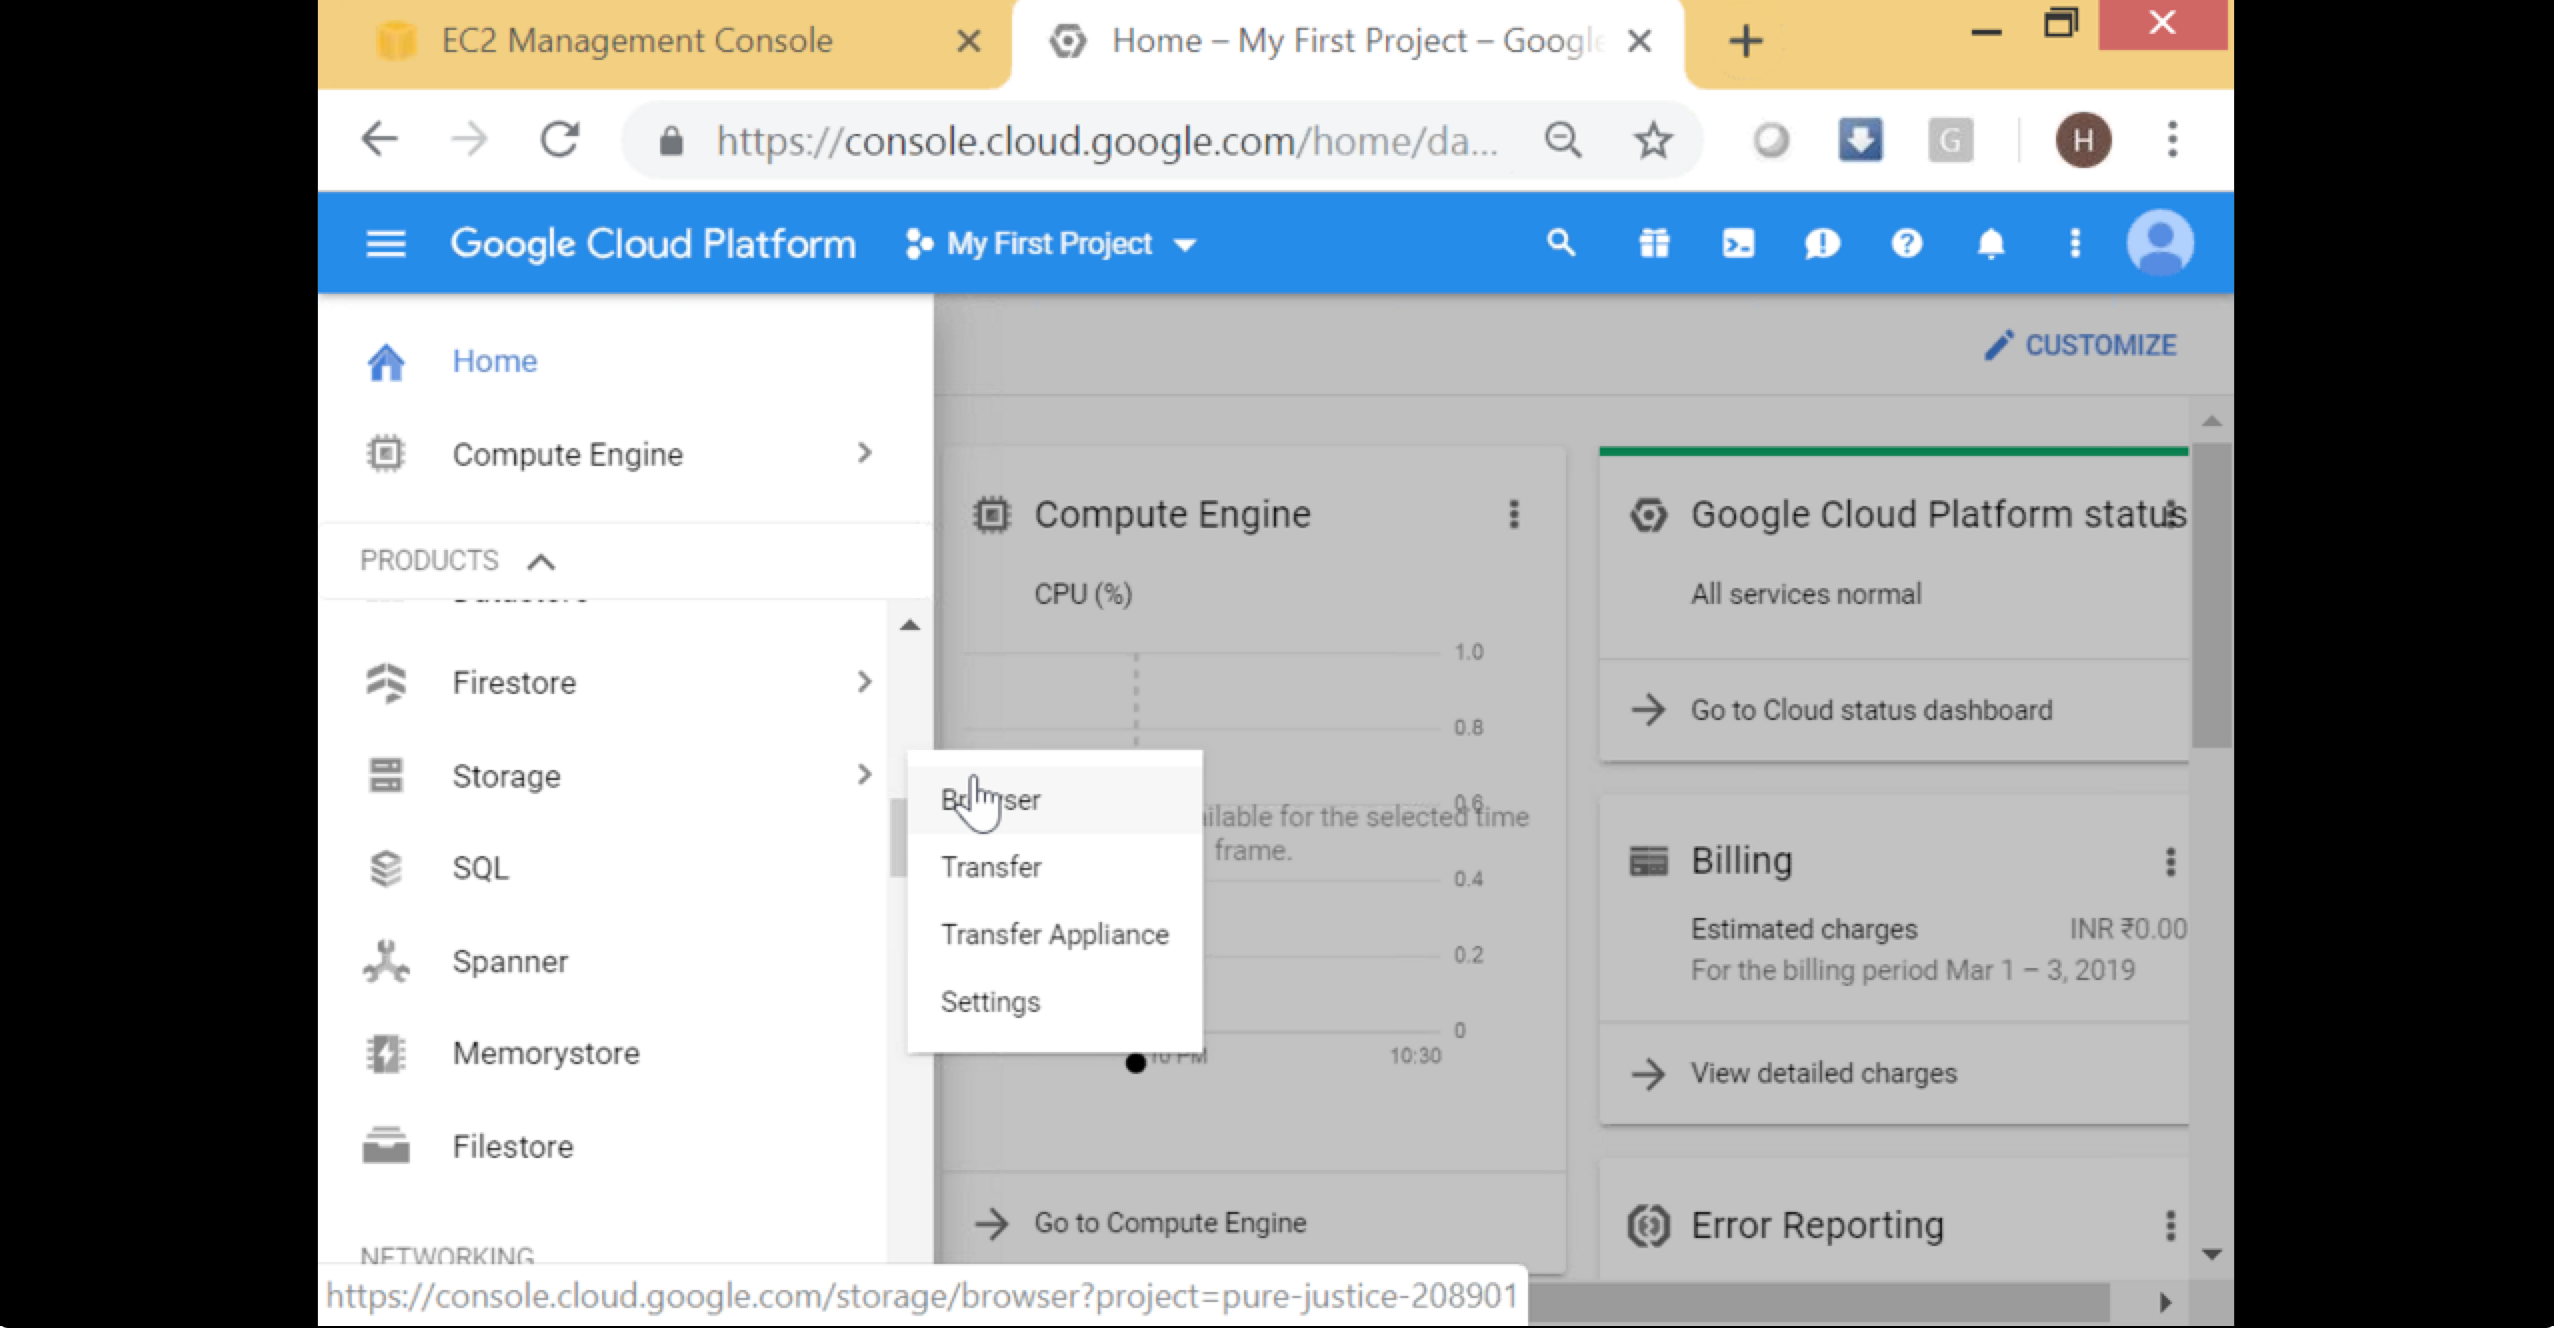 EC2 Management Console
Home – My First Project – Google
https://console.cloud.google.com/home/da...
G
H
Google Cloud Platform
My First Project
Home
Compute Engine
PRODUCTS
Firestore
Storage
SQL
Spanner
Memorystore
Filestore
NETWORKING
Browser
Transfer
Transfer Appliance
Settings
CUSTOMIZE
Compute Engine
CPU (%)
1.0
0.8
0.6
for the selected time
frame.
0.4
0.2
0
10 PM
10:30
Go to Compute Engine
Google Cloud Platform status
All services normal
Go to Cloud status dashboard
Billing
Estimated charges
INR ₹0.00
For the billing period Mar 1 – 3, 2019
View detailed charges
Error Reporting
https://console.cloud.google.com/storage/browser?project=pure-justice-208901